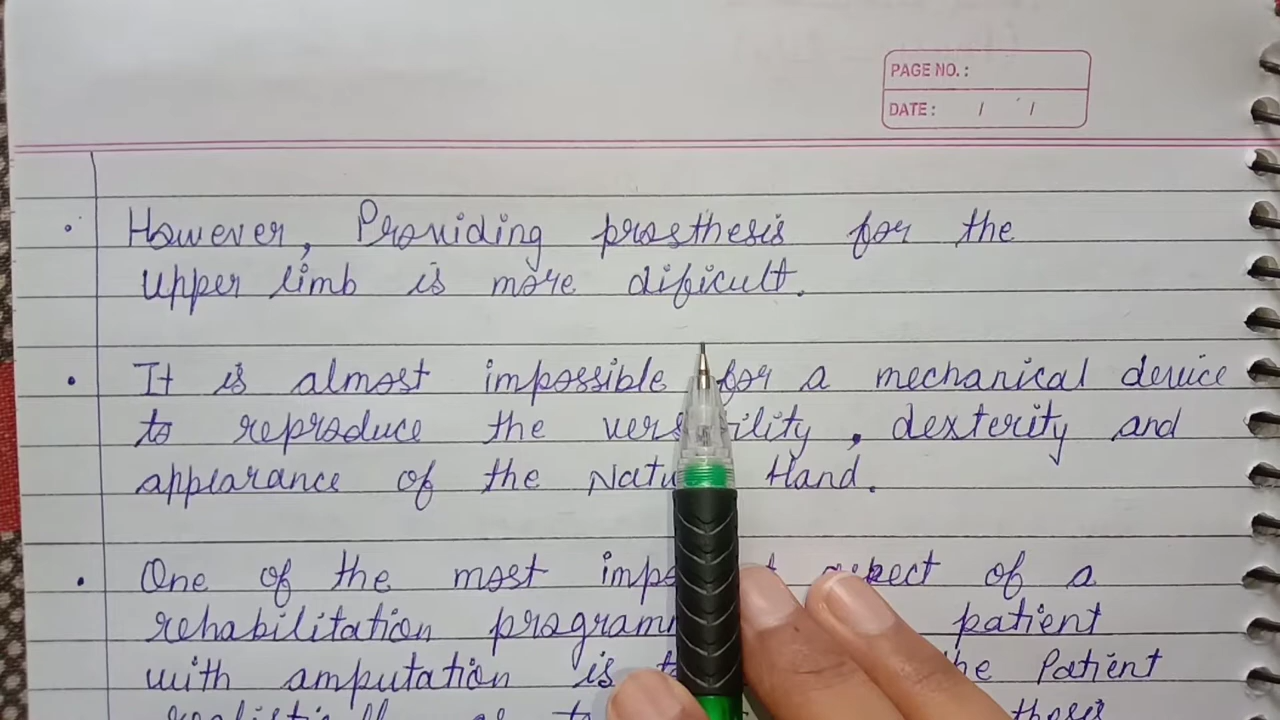 PAGE NO. :
DATE : / /
• However, Providing prosthesis for the
upper limb is more dificult.
• It is almost impossible for a mechanical device
to reproduce the , dexterity and
appearance of the Hand.
• One of the most aspect of a
rehabilitation patient
with amputation is the Patient